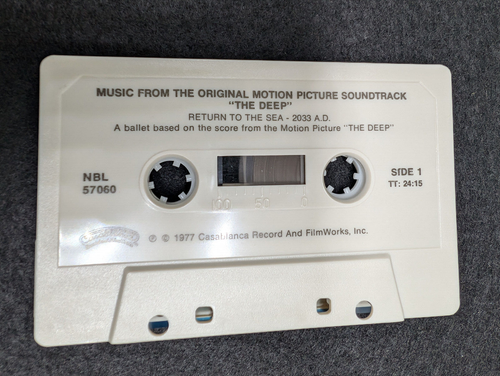 MUSIC FROM THE ORIGINAL MOTION PICTURE SOUNDTRACK
"THE DEEP"
RETURN TO THE SEA - 2033 A.D.
A ballet based on the score from the Motion Picture "THE DEEP"
NBL
57060
SIDE 1
TT: 24:15
100 50 0
℗ © 1977 Casablanca Record And FilmWorks, Inc.